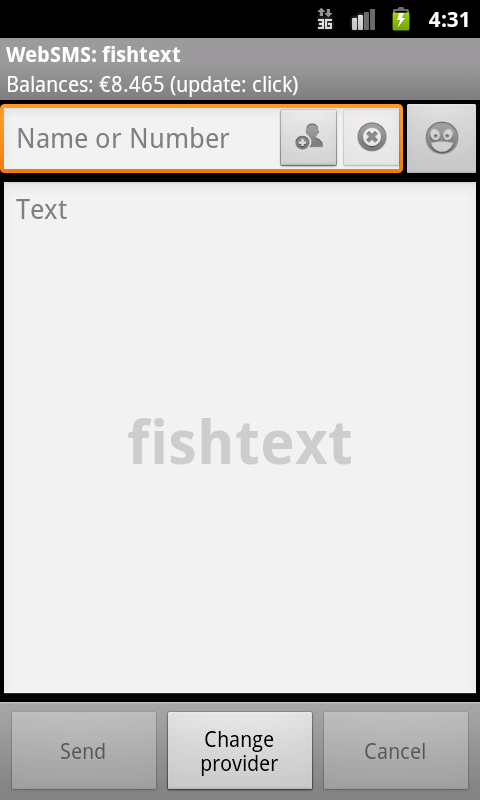 3G 4:31
WebSMS: fishtext
Balances: €8.465 (update: click)
Name or Number
Text
fishtext
Send
Change
provider
Cancel